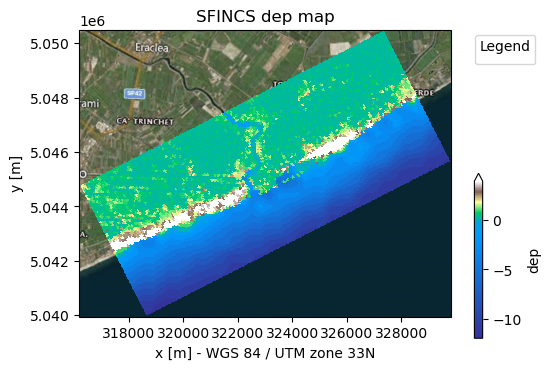 SFINCS dep map
1e6
Legend
5.050
5.048
5.046
5.044
5.042
5.040
y [m]
Eraclea
SP42
CA' TRINCHET
ERDE
0
−5
−10
dep
318000
320000
322000
324000
326000
328000
x [m] - WGS 84 / UTM zone 33N